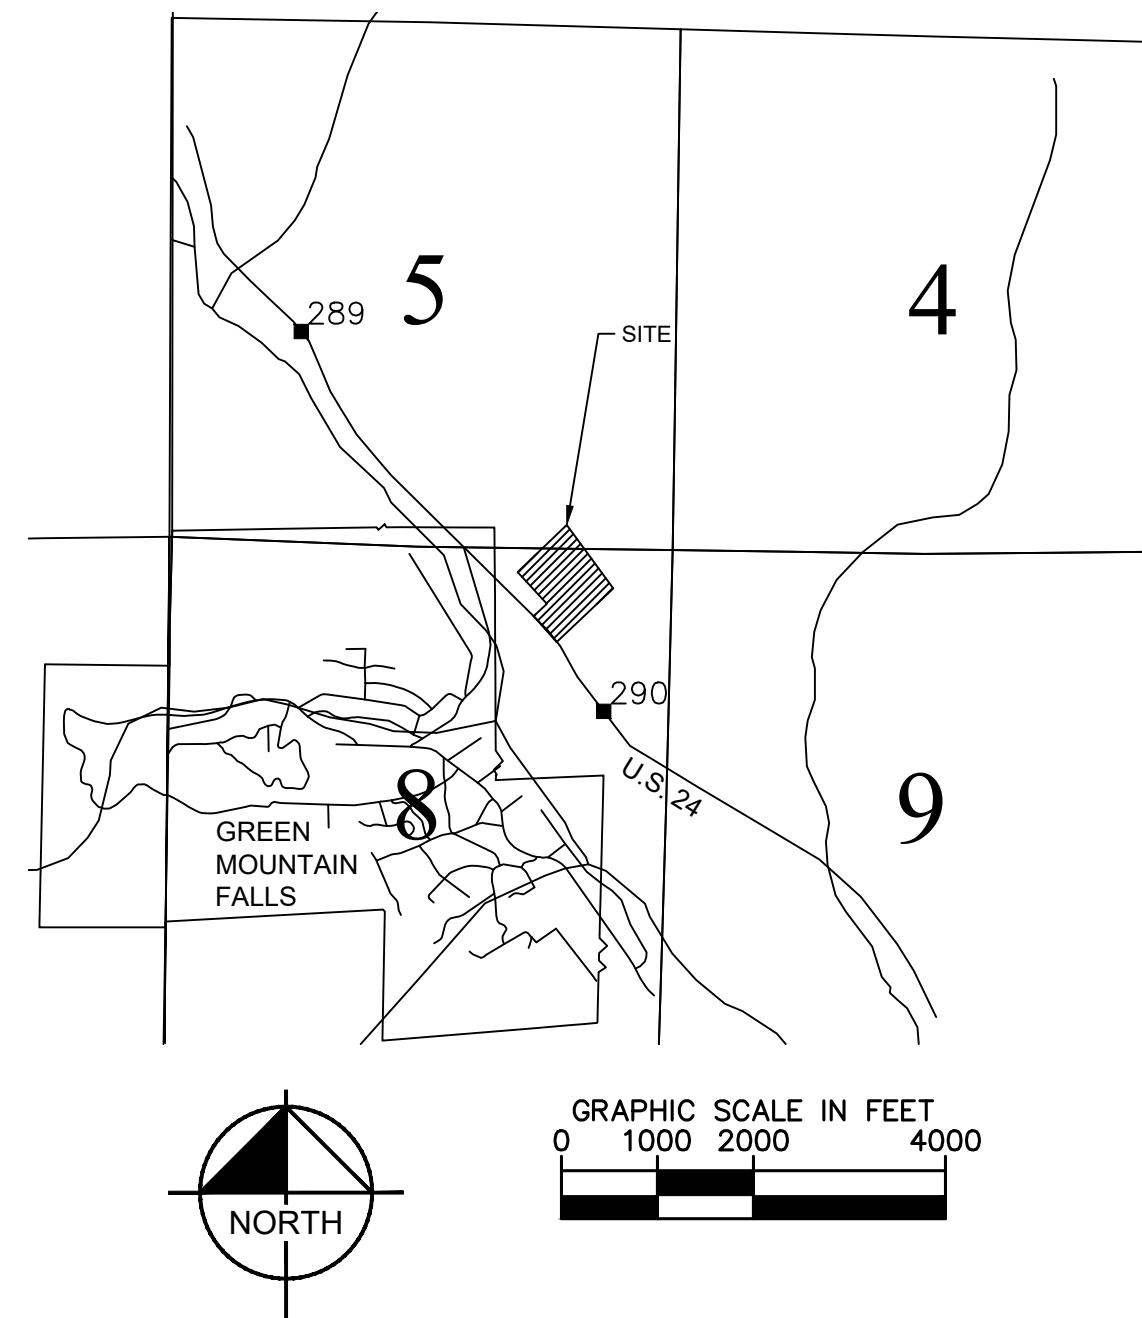 5
4
289
SITE
290
U.S. 24
8
9
GREEN
MOUNTAIN
FALLS
NORTH
GRAPHIC SCALE IN FEET
0 1000 2000 4000